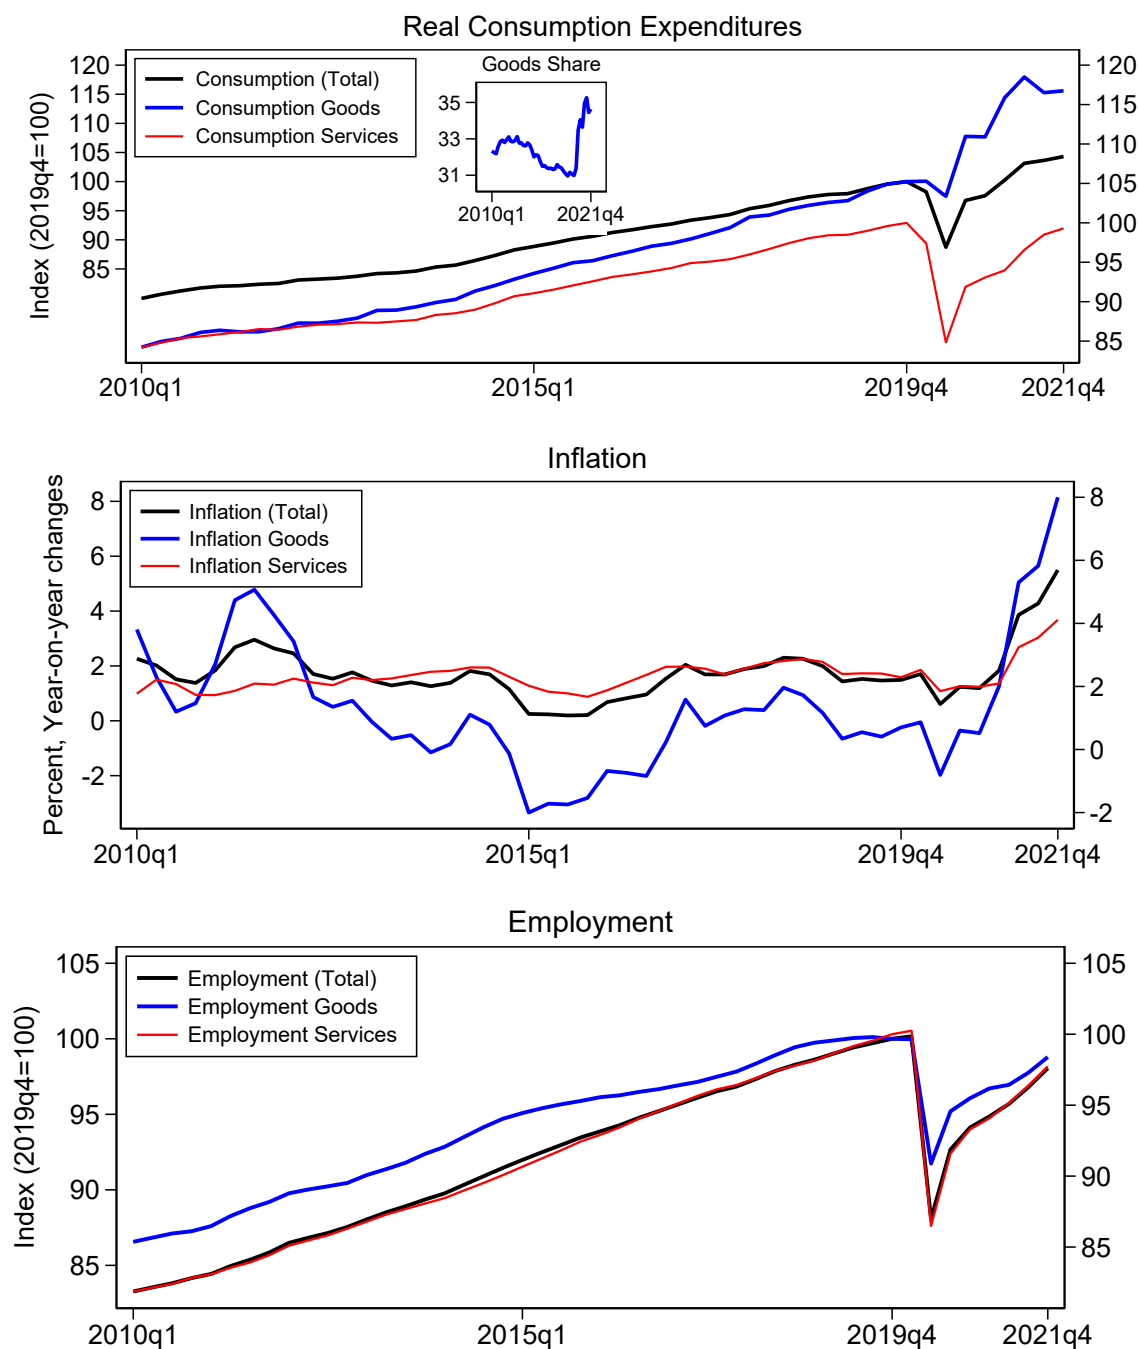 Real Consumption Expenditures
Index (2019q4=100)
120
115
110
105
100
95
90
85
Consumption (Total)
Consumption Goods
Consumption Services
Goods Share
35
33
31
2010q1 2021q4
120
115
110
105
100
95
90
85
2010q1 2015q1 2019q4 2021q4
Inflation
Percent, Year-on-year changes
8
6
4
2
0
-2
Inflation (Total)
Inflation Goods
Inflation Services
8
6
4
2
0
-2
2010q1 2015q1 2019q4 2021q4
Employment
Index (2019q4=100)
105
100
95
90
85
Employment (Total)
Employment Goods
Employment Services
105
100
95
90
85
2010q1 2015q1 2019q4 2021q4